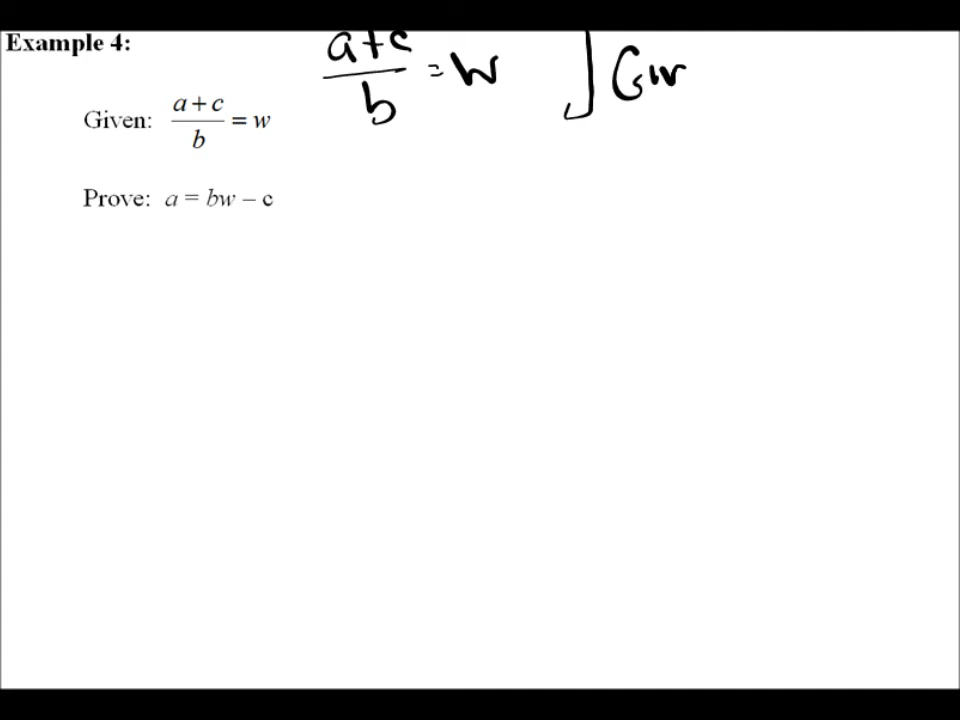 Example 4:
a+c/b = w ] Giv
Given: a + c/b = w
Prove: a = bw – c